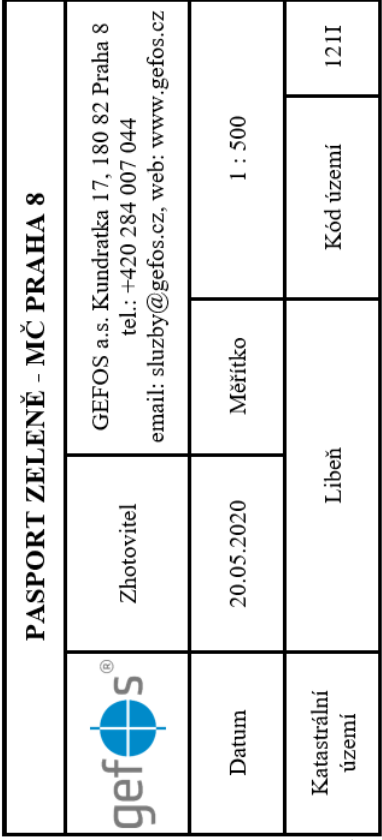 PASPORT ZELENĚ - MČ PRAHA 8
gefos®
Zhotovitel
GEFOS a.s. Kundratka 17, 180 82 Praha 8
tel.: +420 284 007 044
email: sluzby@gefos.cz, web: www.gefos.cz
Datum
20.05.2020
Měřítko
1 : 500
Katastrální
území
Libeň
Kód území
121I